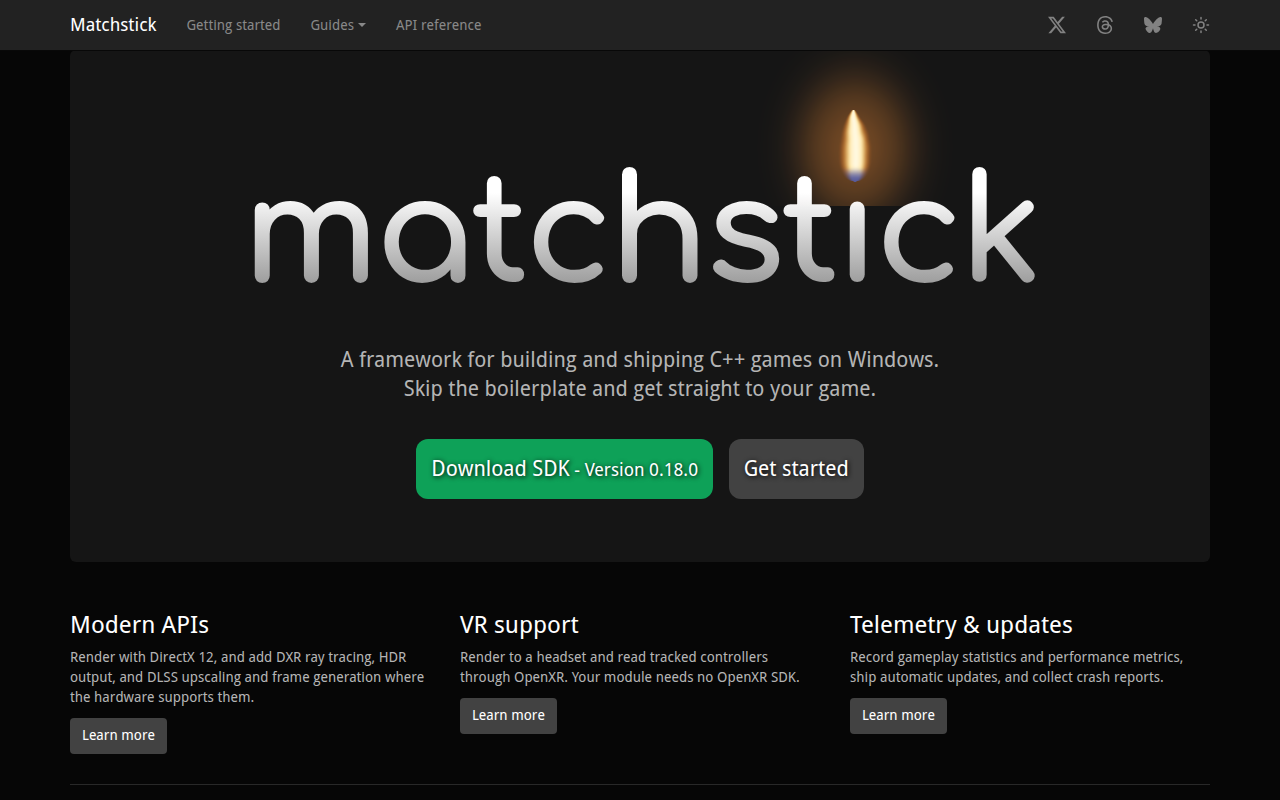 Matchstick Getting started Guides API reference
matchstick
A framework for building and shipping C++ games on Windows.
Skip the boilerplate and get straight to your game.
Download SDK - Version 0.18.0 Get started
Modern APIs
Render with DirectX 12, and add DXR ray tracing, HDR
output, and DLSS upscaling and frame generation where
the hardware supports them.
Learn more
VR support
Render to a headset and read tracked controllers
through OpenXR. Your module needs no OpenXR SDK.
Learn more
Telemetry & updates
Record gameplay statistics and performance metrics,
ship automatic updates, and collect crash reports.
Learn more